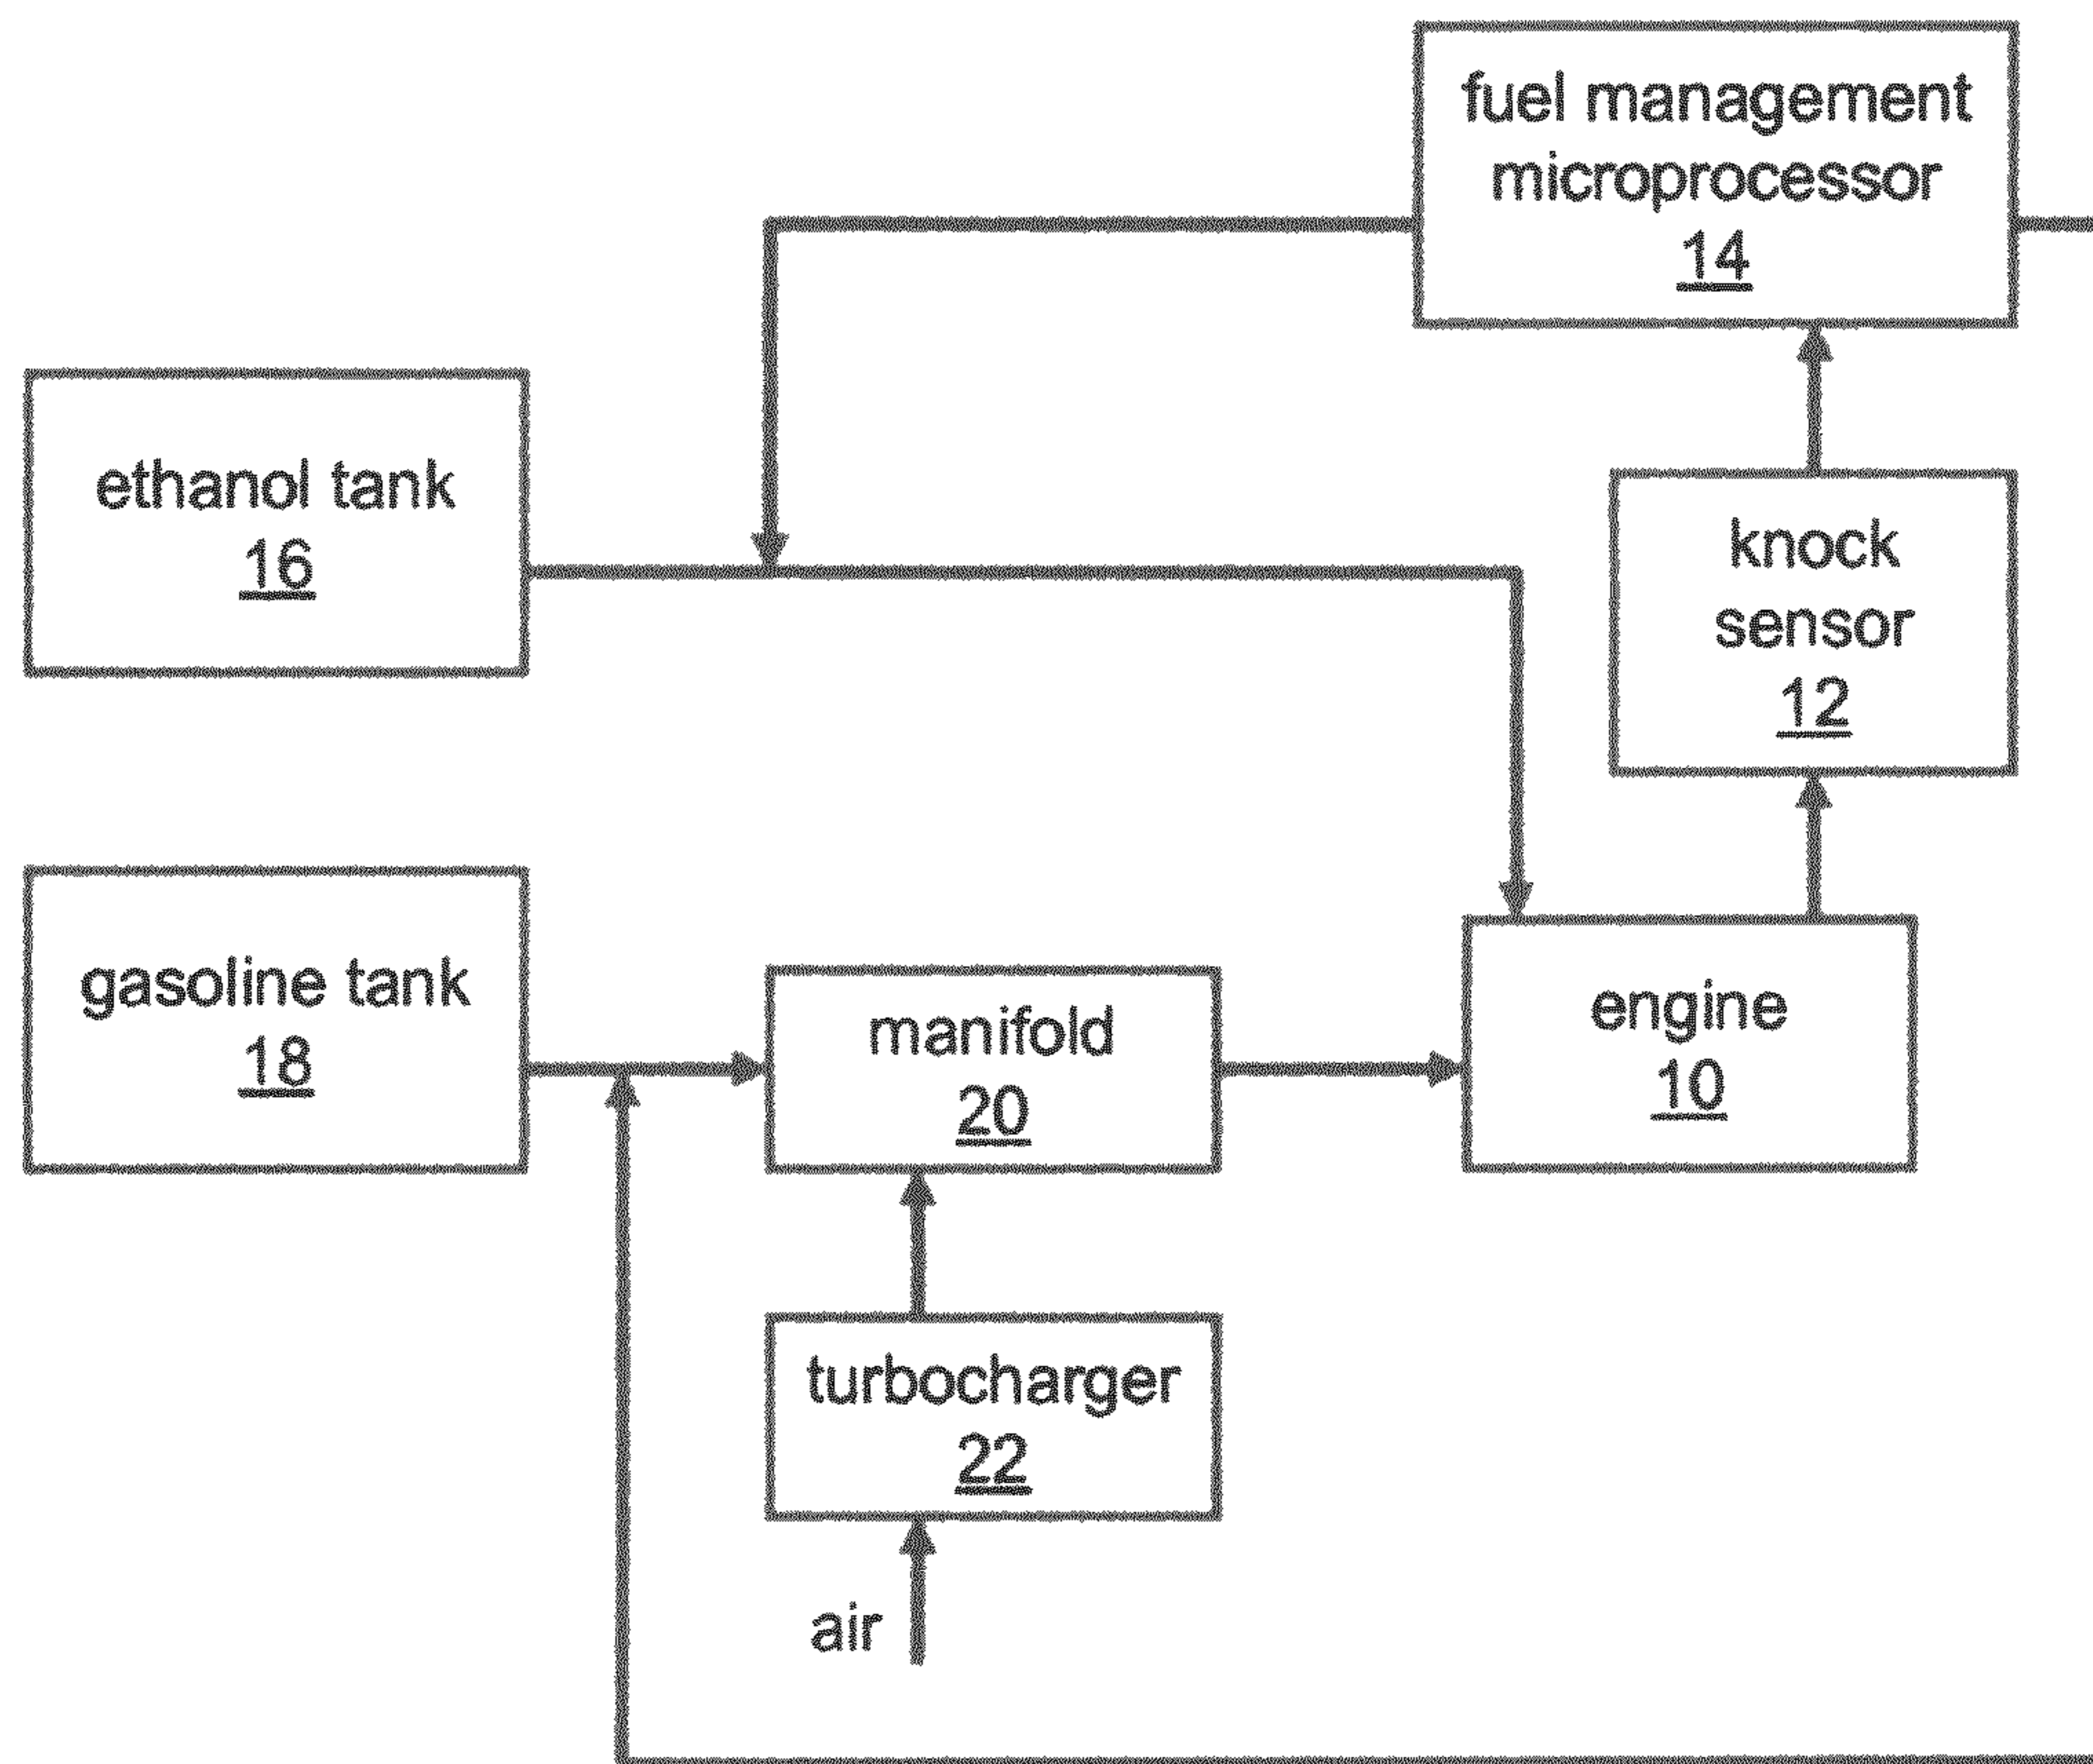 fuel management
microprocessor
14
ethanol tank
16
knock
sensor
12
gasoline tank
18
manifold
20
engine
10
turbocharger
22
air